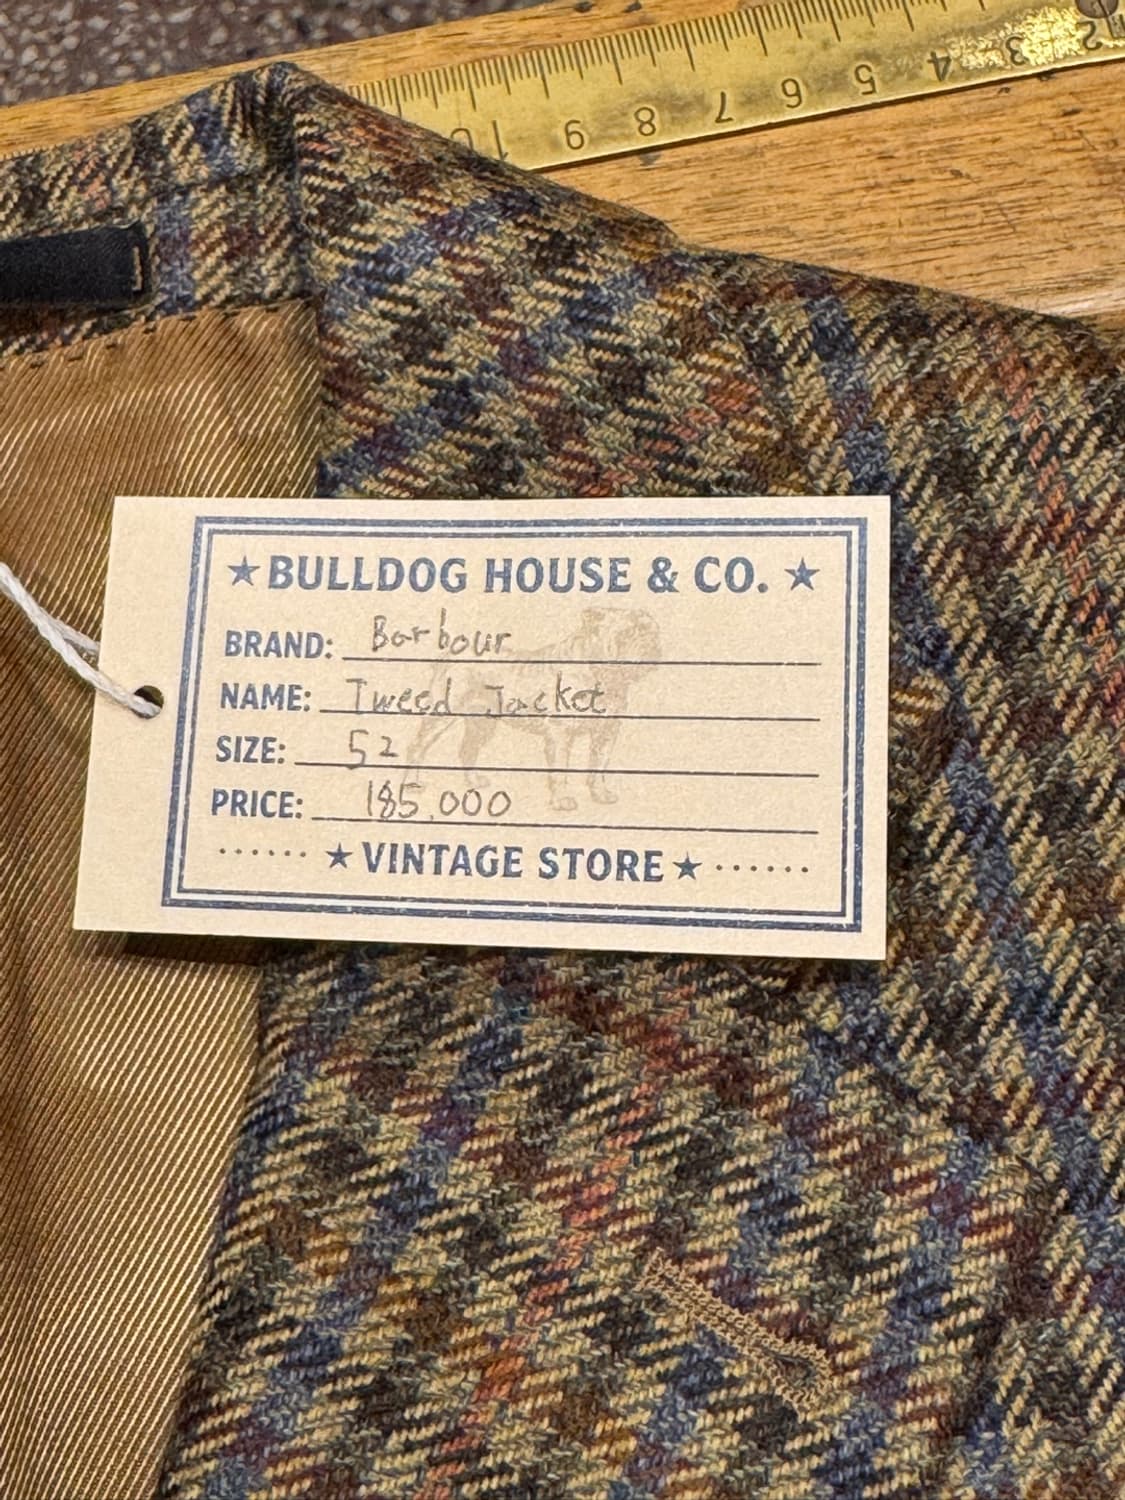 2 3 4 5 6 7 8 9 10
★ BULLDOG HOUSE & CO. ★
BRAND: Barbour
NAME: Tweed Jacket
SIZE: 52
PRICE: 185,000
...... ★ VINTAGE STORE ★ ......